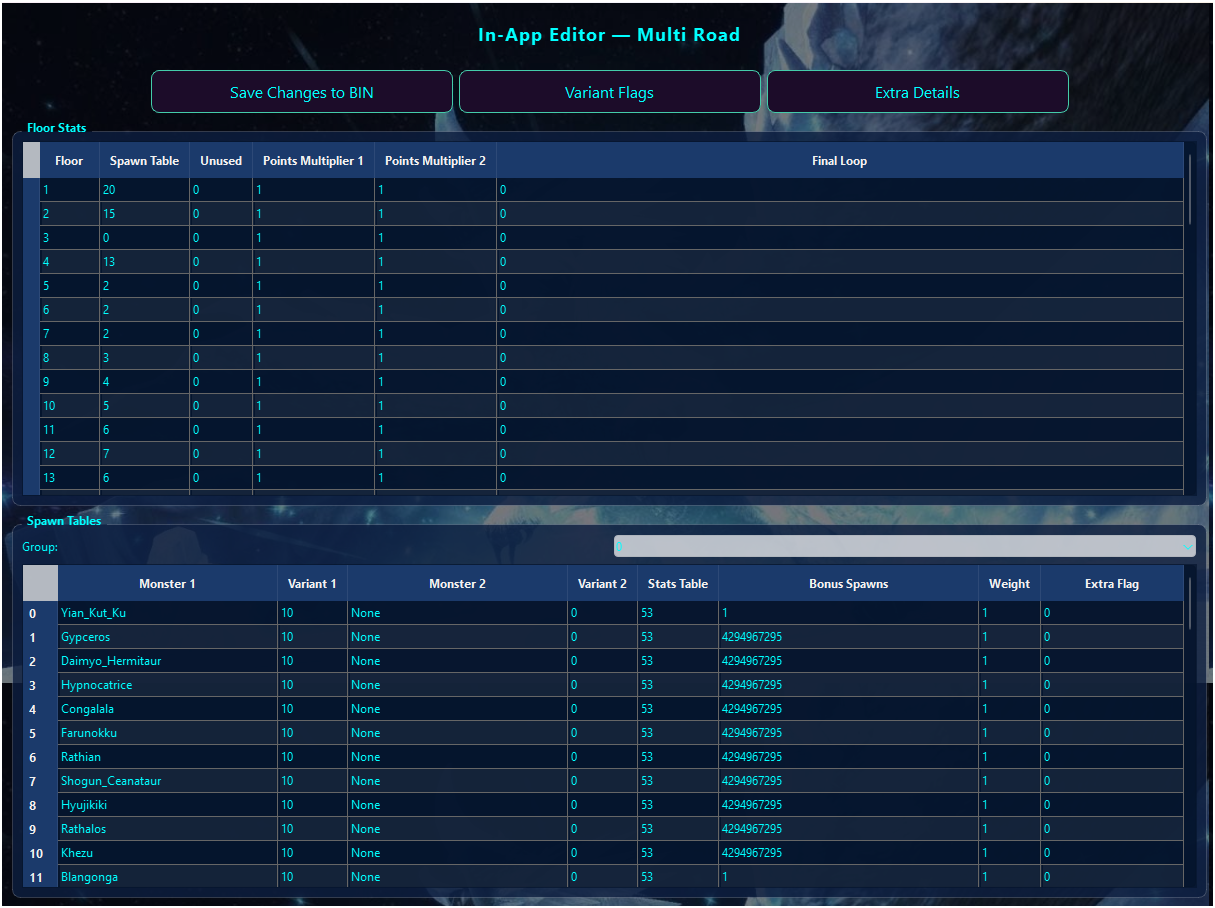 In-App Editor — Multi Road
Save Changes to BIN Variant Flags Extra Details
Floor Stats
Floor Spawn Table Unused Points Multiplier 1 Points Multiplier 2 Final Loop
1 20 0 1 1 0
2 15 0 1 1 0
3 0 0 1 1 0
4 13 0 1 1 0
5 2 0 1 1 0
6 2 0 1 1 0
7 2 0 1 1 0
8 3 0 1 1 0
9 4 0 1 1 0
10 5 0 1 1 0
11 6 0 1 1 0
12 7 0 1 1 0
13 6 0 1 1 0
Spawn Tables
Group: 0
Monster 1 Variant 1 Monster 2 Variant 2 Stats Table Bonus Spawns Weight Extra Flag
0 Yian_Kut_Ku 10 None 0 53 1 1 0
1 Gypceros 10 None 0 53 4294967295 1 0
2 Daimyo_Hermitaur 10 None 0 53 4294967295 1 0
3 Hypnocatrice 10 None 0 53 4294967295 1 0
4 Congalala 10 None 0 53 4294967295 1 0
5 Farunokku 10 None 0 53 4294967295 1 0
6 Rathian 10 None 0 53 4294967295 1 0
7 Shogun_Ceanataur 10 None 0 53 4294967295 1 0
8 Hyujikiki 10 None 0 53 4294967295 1 0
9 Rathalos 10 None 0 53 4294967295 1 0
10 Khezu 10 None 0 53 4294967295 1 0
11 Blangonga 10 None 0 53 1 1 0